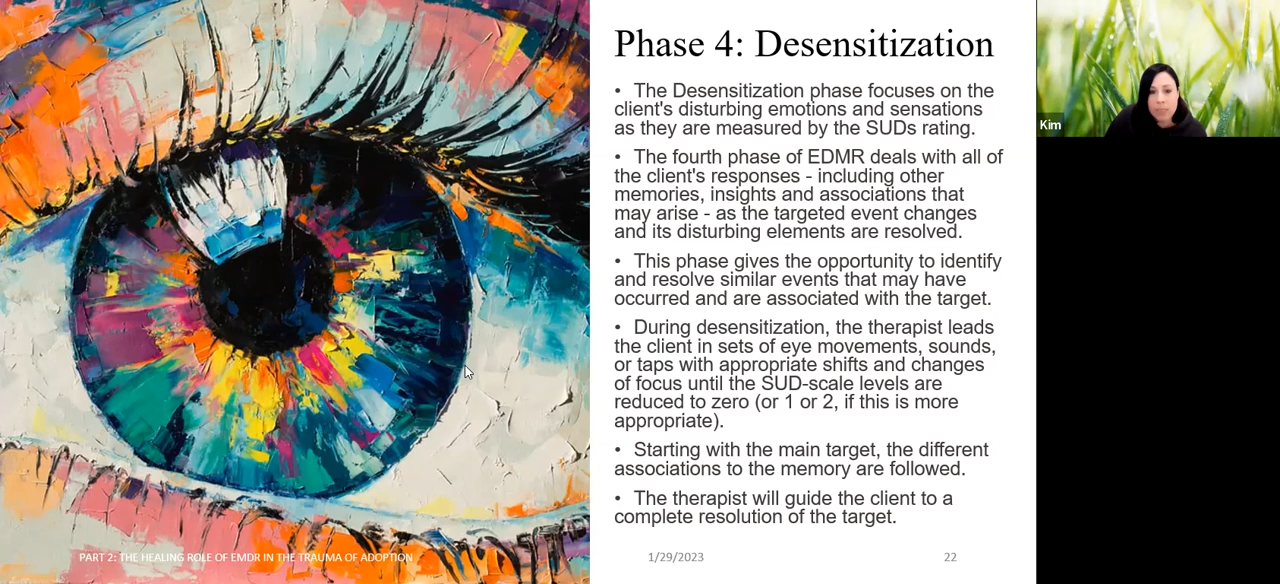 Phase 4: Desensitization
• The Desensitization phase focuses on the
client's disturbing emotions and sensations
as they are measured by the SUDs rating.
• The fourth phase of EDMR deals with all of
the client's responses - including other
memories, insights and associations that
may arise - as the targeted event changes
and its disturbing elements are resolved.
• This phase gives the opportunity to identify
and resolve similar events that may have
occurred and are associated with the target.
• During desensitization, the therapist leads
the client in sets of eye movements, sounds,
or taps with appropriate shifts and changes
of focus until the SUD-scale levels are
reduced to zero (or 1 or 2, if this is more
appropriate).
• Starting with the main target, the different
associations to the memory are followed.
• The therapist will guide the client to a
complete resolution of the target.
PART 2: THE HEALING ROLE OF EMDR IN THE TRAUMA OF ADOPTION
1/29/2023
22
Kim